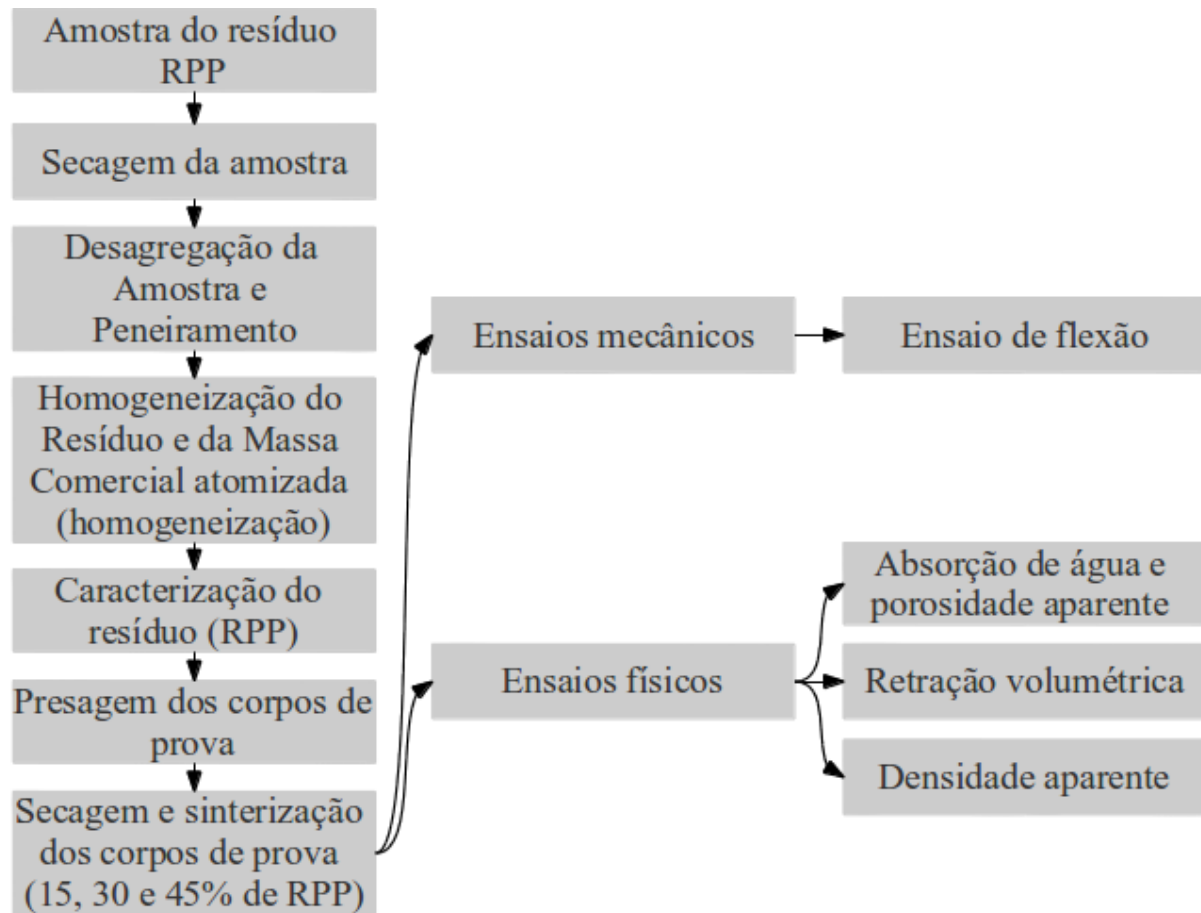 Amostra do resíduo
RPP
Secagem da amostra
Desagregação da
Amostra e
Peneiramento
Homogeneização do
Resíduo e da Massa
Comercial atomizada
(homogeneização)
Caracterização do
resíduo (RPP)
Presagem dos corpos de
prova
Secagem e sinterização
dos corpos de prova
(15, 30 e 45% de RPP)
Ensaios mecânicos
Ensaio de flexão
Ensaios físicos
Absorção de água e
porosidade aparente
Retração volumétrica
Densidade aparente